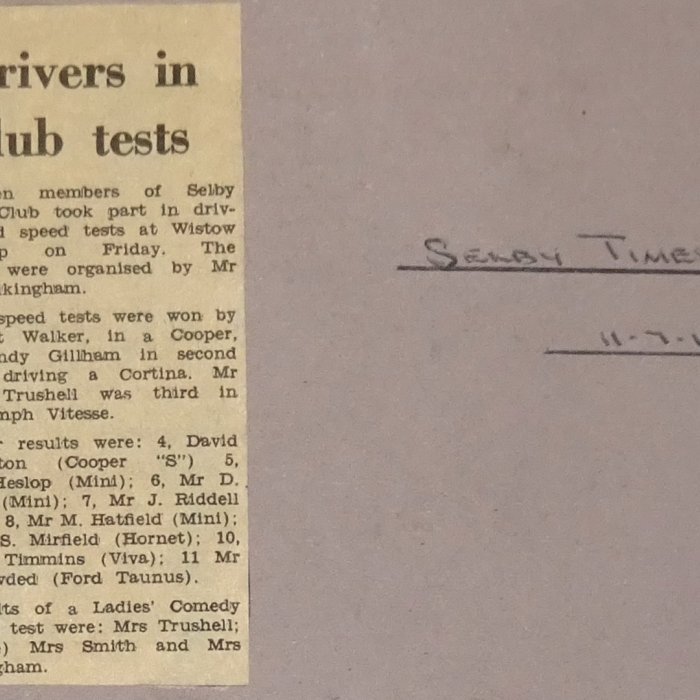 rivers in
lub tests
en members of Selby
Club took part in driv-
d speed tests at Wistow
p on Friday. The
were organised by Mr
kingham.
speed tests were won by
t Walker, in a Cooper,
ndy Gillham in second
driving a Cortina. Mr
Trushell was third in
mph Vitesse.
r results were: 4, David
ton (Cooper "S") 5,
Heslop (Mini); 6, Mr D.
(Mini); 7, Mr J. Riddell
8, Mr M. Hatfield (Mini);
S. Mirfield (Hornet); 10,
Timmins (Viva); 11 Mr
wded (Ford Taunus).
lts of a Ladies' Comedy
test were: Mrs Trushell;
) Mrs Smith and Mrs
gham.
SELBY TIMES
11-7-1